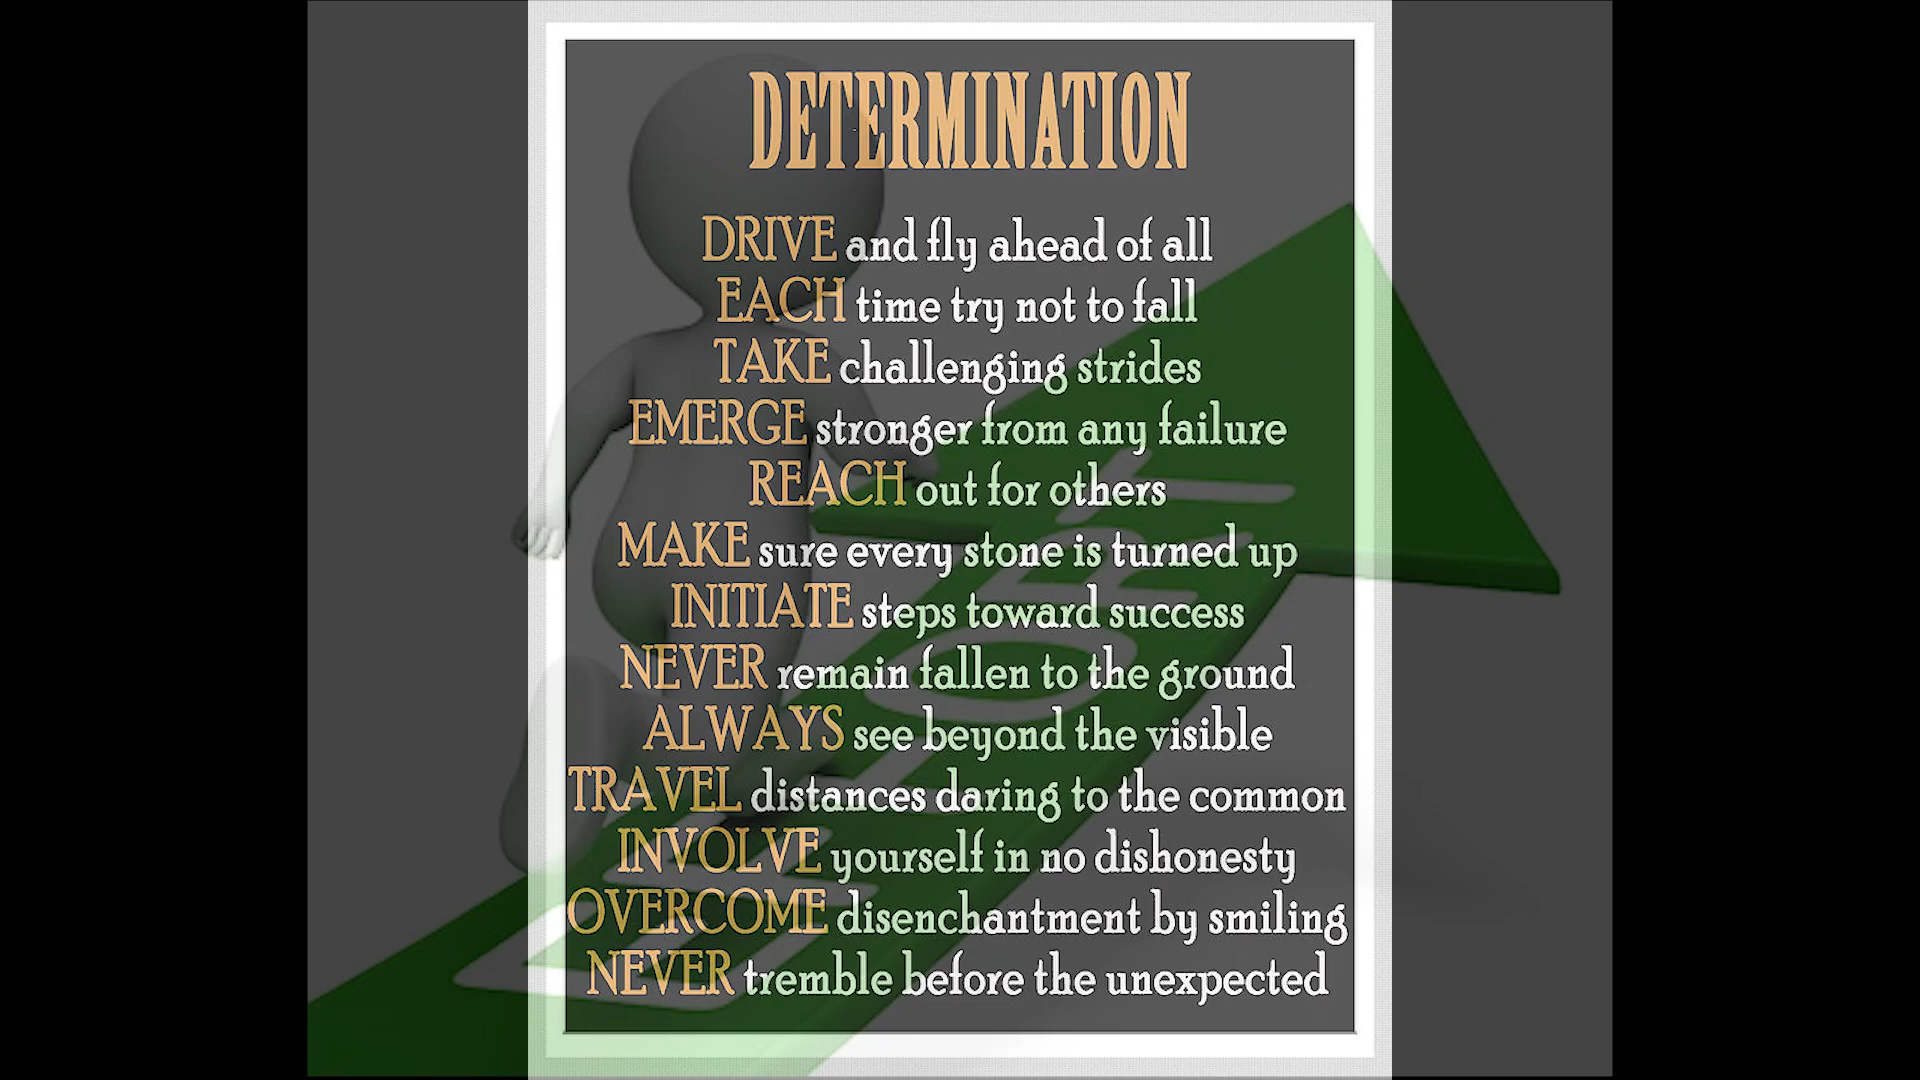 DETERMINATION
DRIVE and fly ahead of all
EACH time try not to fall
TAKE challenging strides
EMERGE stronger from any failure
REACH out for others
MAKE sure every stone is turned up
INITIATE steps toward success
NEVER remain fallen to the ground
ALWAYS see beyond the visible
TRAVEL distances daring to the common
INVOLVE yourself in no dishonesty
OVERCOME disenchantment by smiling
NEVER tremble before the unexpected